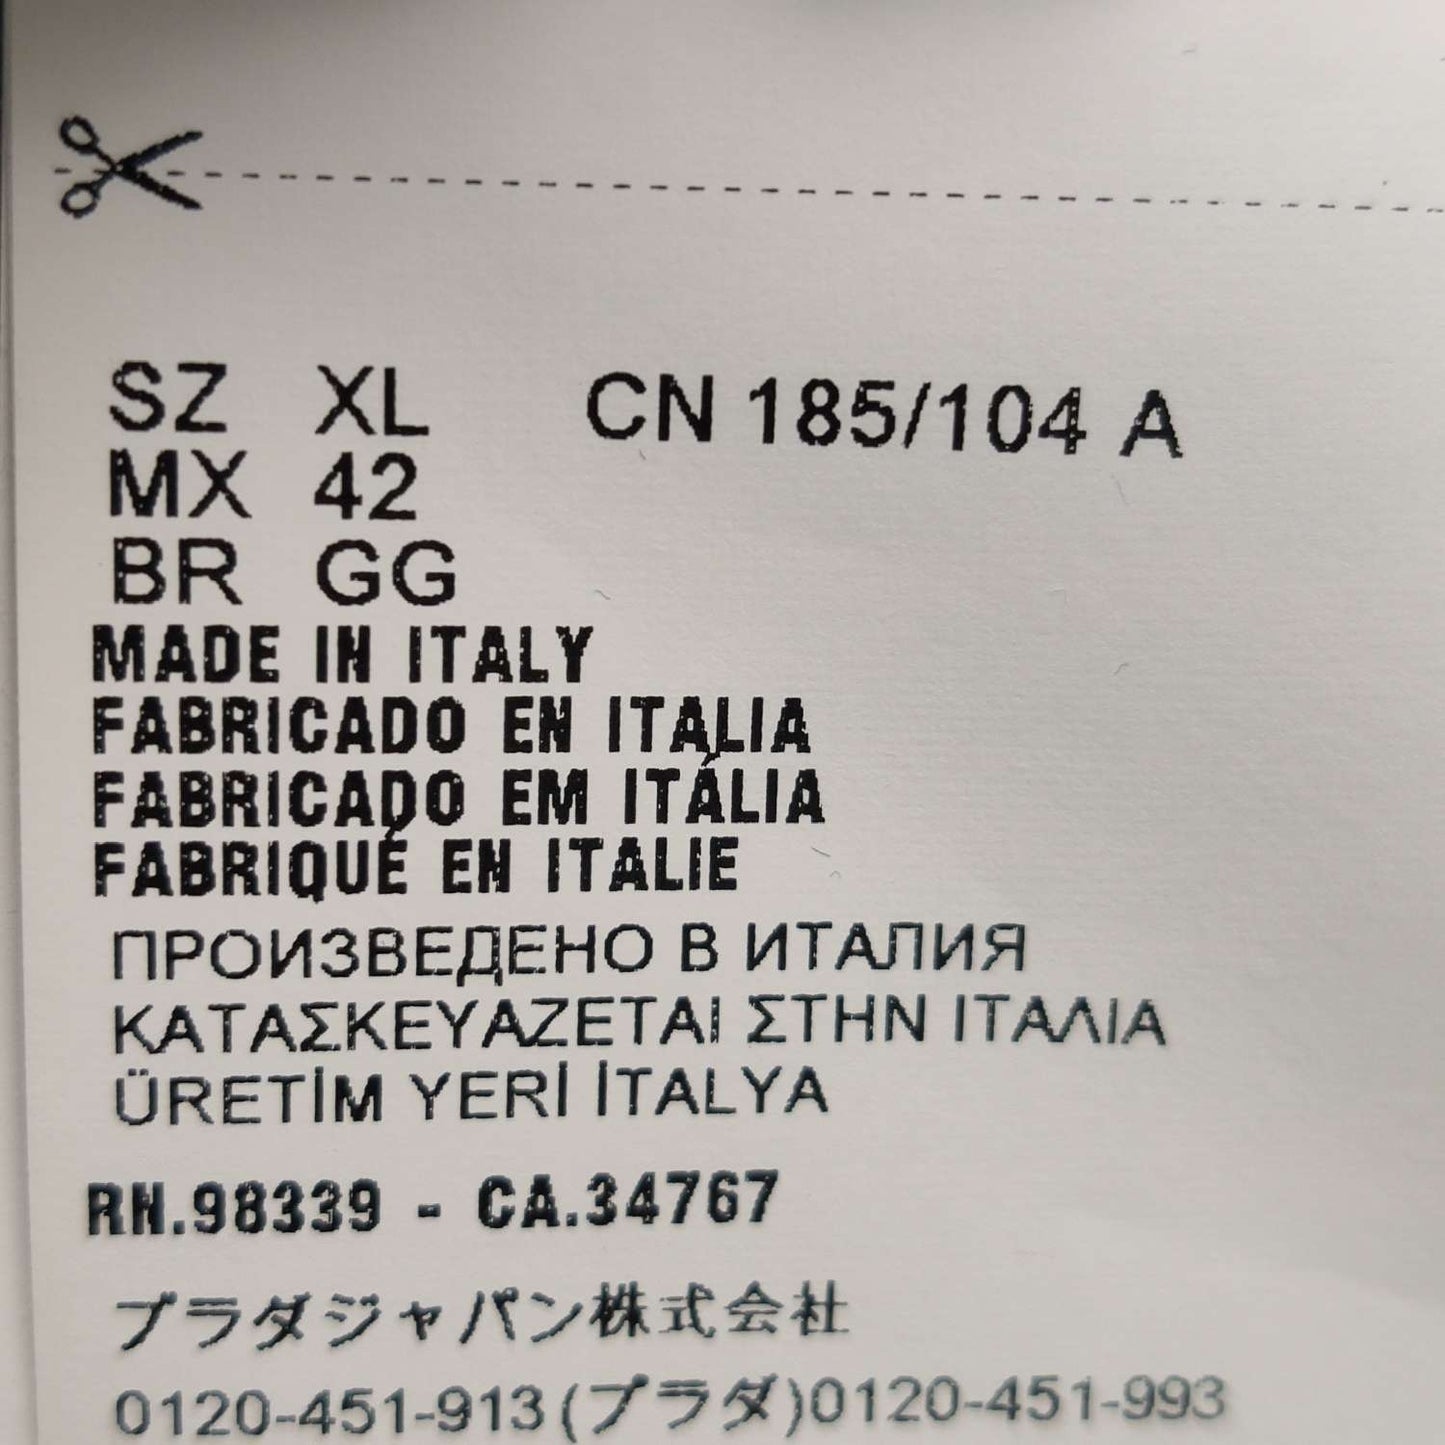 SZ XL CN 185/104 A
MX 42
BR GG
MADE IN ITALY
FABRICADO EN ITALIA
FABRICADO EM ITÁLIA
FABRIQUÉ EN ITALIE
ПРОИЗВЕДЕНО В ИТАЛИЯ
ΚΑΤΑΣΚΕΥΑΖΕΤΑΙ ΣΤΗΝ ΙΤΑΛΙΑ
ÜRETİM YERİ İTALYA
RN.98339 - CA.34767
プラダジャパン株式会社
0120-451-913(プラダ)0120-451-993